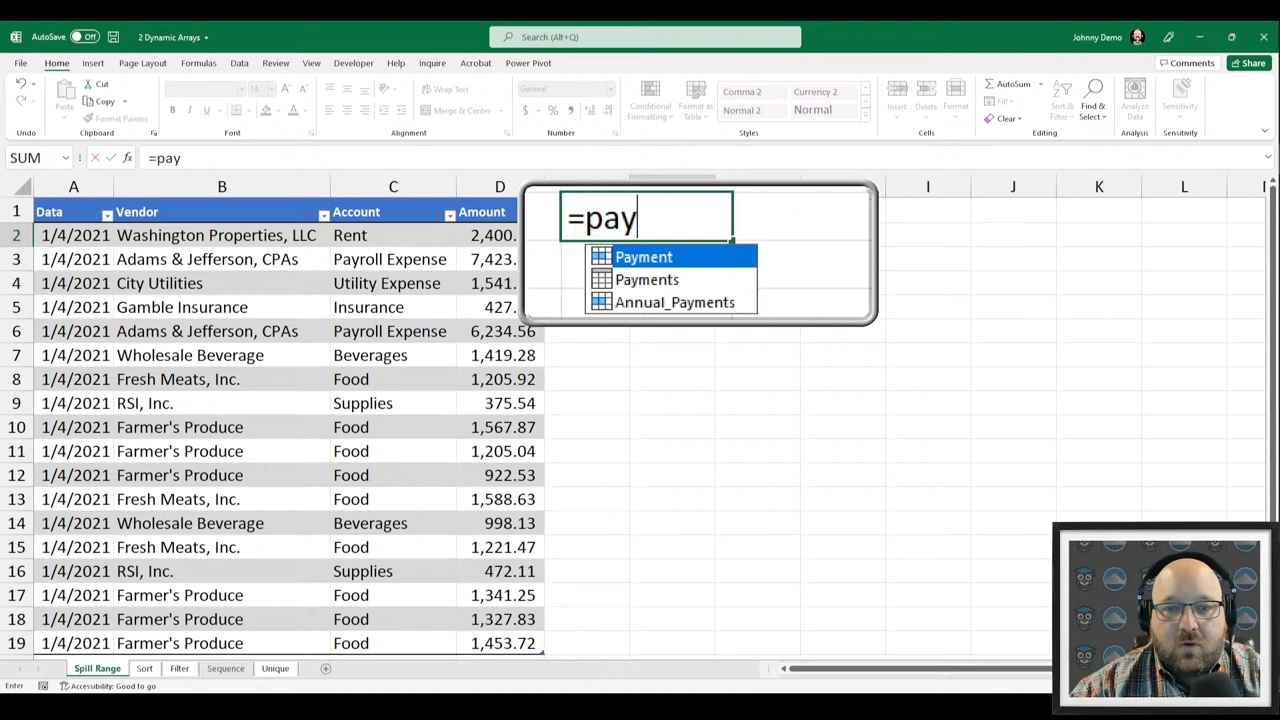 AutoSave Off 2 Dynamic Arrays Search (Alt+Q) Johnny Demo
File Home Insert Page Layout Formulas Data Review View Developer Help Inquire Acrobat Power Pivot Comments Share
Cut Wrap Text General Comma 2 Currency 2 AutoSum
Copy Fill
Format Painter Merge & Center Normal 2 Normal Clear
Paste Conditional Formatting Format as Table Insert Delete Format Sort & Filter Find & Select Analyze Data Sensitivity
Undo Clipboard Font Alignment Number Styles Cells Editing Analysis Sensitivity
SUM fx =pay
A B C D I J K L
1 Data Vendor Account Amount
2 1/4/2021 Washington Properties, LLC Rent 2,400.
3 1/4/2021 Adams & Jefferson, CPAs Payroll Expense 7,423.
4 1/4/2021 City Utilities Utility Expense 1,541.
5 1/4/2021 Gamble Insurance Insurance 427.
6 1/4/2021 Adams & Jefferson, CPAs Payroll Expense 6,234.56
7 1/4/2021 Wholesale Beverage Beverages 1,419.28
8 1/4/2021 Fresh Meats, Inc. Food 1,205.92
9 1/4/2021 RSI, Inc. Supplies 375.54
10 1/4/2021 Farmer's Produce Food 1,567.87
11 1/4/2021 Farmer's Produce Food 1,205.04
12 1/4/2021 Farmer's Produce Food 922.53
13 1/4/2021 Fresh Meats, Inc. Food 1,588.63
14 1/4/2021 Wholesale Beverage Beverages 998.13
15 1/4/2021 Fresh Meats, Inc. Food 1,221.47
16 1/4/2021 RSI, Inc. Supplies 472.11
17 1/4/2021 Farmer's Produce Food 1,341.25
18 1/4/2021 Farmer's Produce Food 1,327.83
19 1/4/2021 Farmer's Produce Food 1,453.72
=pay
Payment
Payments
Annual_Payments
Spill Range Sort Filter Sequence Unique
Enter Accessibility: Good to go